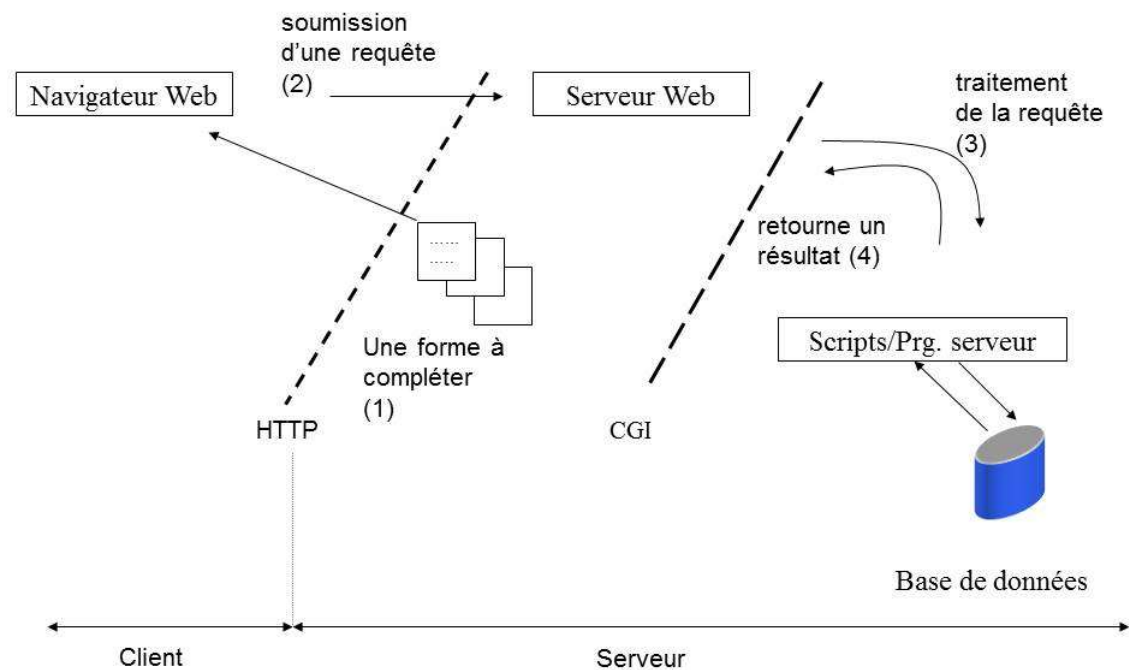 soumission
d'une requête
(2)
Navigateur Web
Serveur Web
traitement
de la requête
(3)
......
.....
retourne un
résultat (4)
Une forme à
compléter
(1)
Scripts/Prg. serveur
HTTP
CGI
Base de données
Client
Serveur